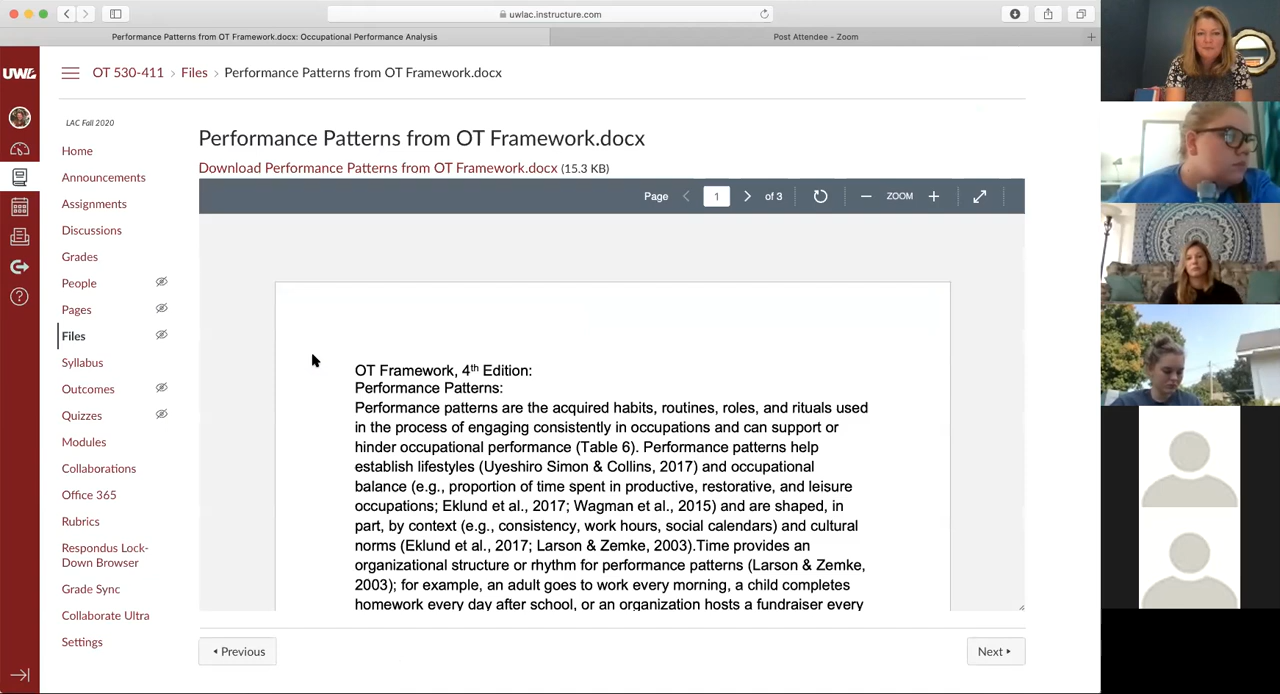 uwlac.instructure.com
Performance Patterns from OT Framework.docx: Occupational Performance Analysis
Post Attendee - Zoom
UWL
OT 530-411 › Files › Performance Patterns from OT Framework.docx
LAC Fall 2020
Home
Announcements
Assignments
Discussions
Grades
People
Pages
Files
Syllabus
Outcomes
Quizzes
Modules
Collaborations
Office 365
Rubrics
Respondus Lock-
Down Browser
Grade Sync
Collaborate Ultra
Settings
Performance Patterns from OT Framework.docx
Download Performance Patterns from OT Framework.docx (15.3 KB)
Page 1 of 3 ZOOM
OT Framework, 4th Edition:
Performance Patterns:
Performance patterns are the acquired habits, routines, roles, and rituals used
in the process of engaging consistently in occupations and can support or
hinder occupational performance (Table 6). Performance patterns help
establish lifestyles (Uyeshiro Simon & Collins, 2017) and occupational
balance (e.g., proportion of time spent in productive, restorative, and leisure
occupations; Eklund et al., 2017; Wagman et al., 2015) and are shaped, in
part, by context (e.g., consistency, work hours, social calendars) and cultural
norms (Eklund et al., 2017; Larson & Zemke, 2003).Time provides an
organizational structure or rhythm for performance patterns (Larson & Zemke,
2003); for example, an adult goes to work every morning, a child completes
homework every day after school, or an organization hosts a fundraiser every
Previous
Next